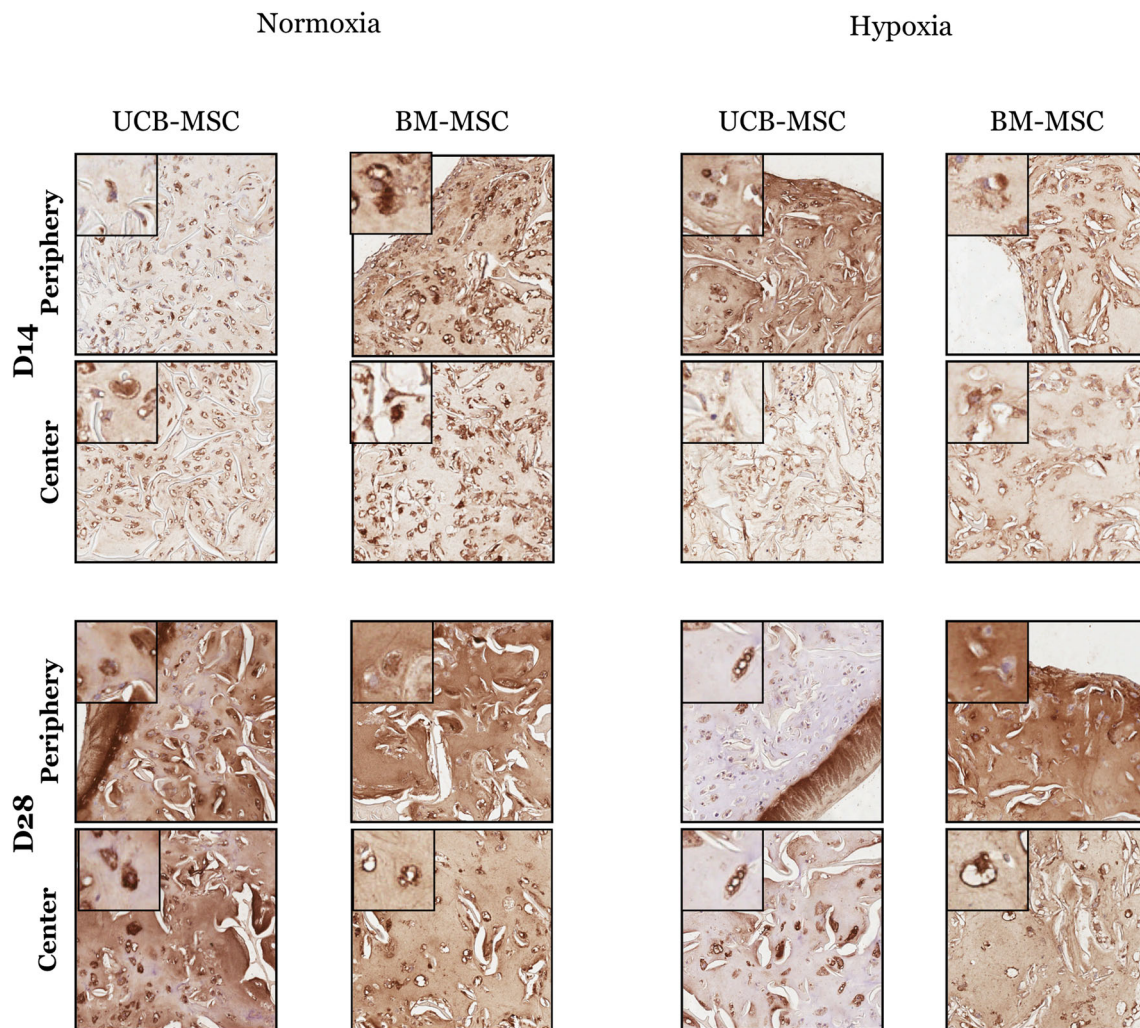 Normoxia
Hypoxia
UCB-MSC
BM-MSC
UCB-MSC
BM-MSC
D14
Periphery
Center
D28
Periphery
Center